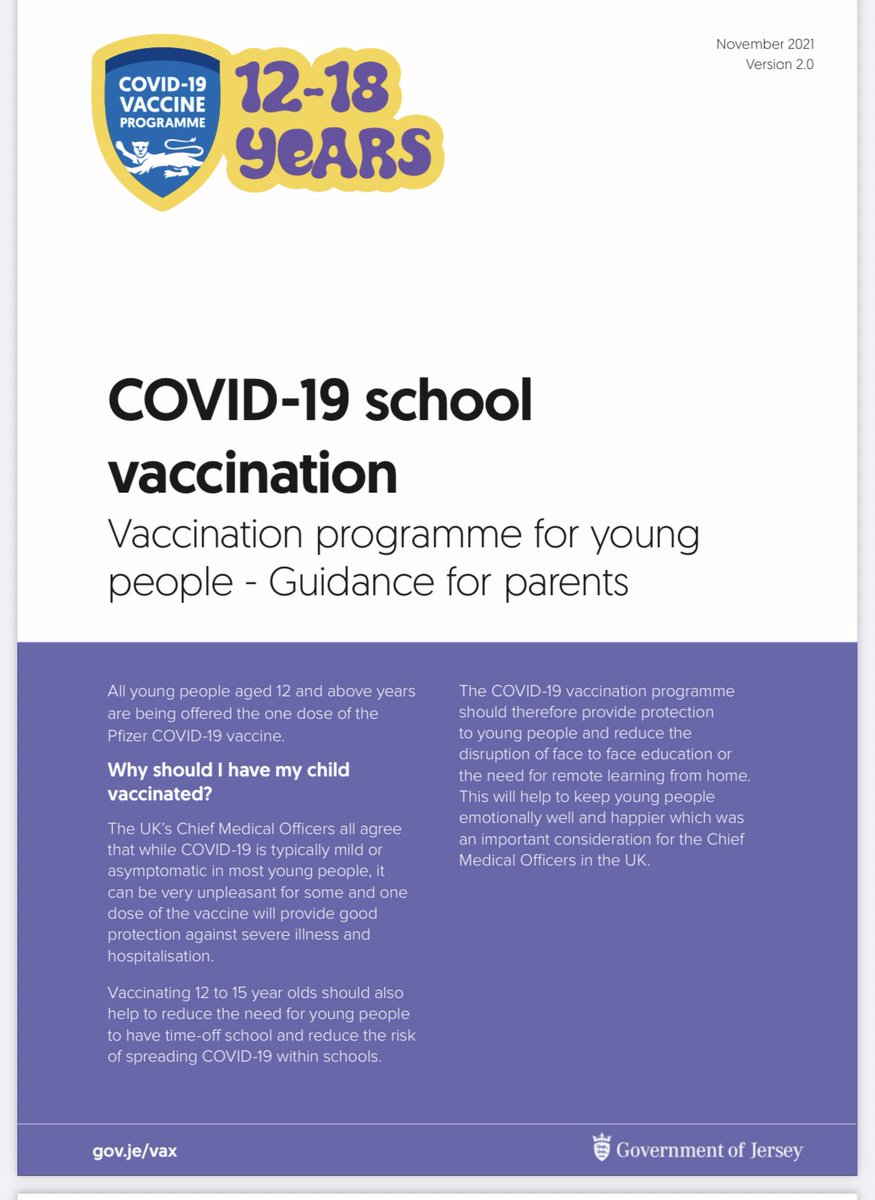 November 2021
Version 2.0
COVID-19
VACCINE
PROGRAMME
12-18
YeARS
COVID-19 school
vaccination
Vaccination programme for young
people - Guidance for parents
All young people aged 12 and above years
are being offered the one dose of the
Pfizer COVID-19 vaccine.
Why should I have my child
vaccinated?
The UK’s Chief Medical Officers all agree
that while COVID-19 is typically mild or
asymptomatic in most young people, it
can be very unpleasant for some and one
dose of the vaccine will provide good
protection against severe illness and
hospitalisation.
Vaccinating 12 to 15 year olds should also
help to reduce the need for young people
to have time-off school and reduce the risk
of spreading COVID-19 within schools.
The COVID-19 vaccination programme
should therefore provide protection
to young people and reduce the
disruption of face to face education or
the need for remote learning from home.
This will help to keep young people
emotionally well and happier which was
an important consideration for the Chief
Medical Officers in the UK.
gov.je/vax
Government of Jersey